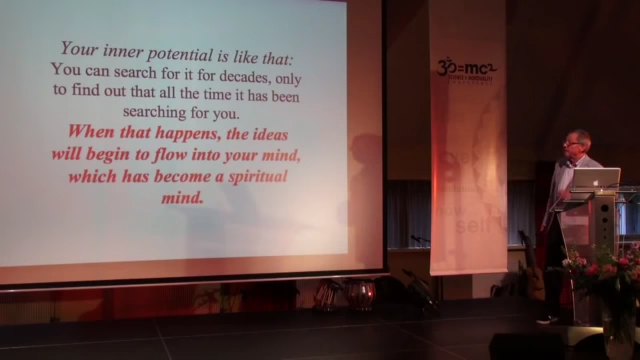 Your inner potential is like that:
You can search for it for decades, only
to find out that all the time it has been
searching for you.
When that happens, the ideas
will begin to flow into your mind,
which has become a spiritual
mind.
ॐ=mc²
self